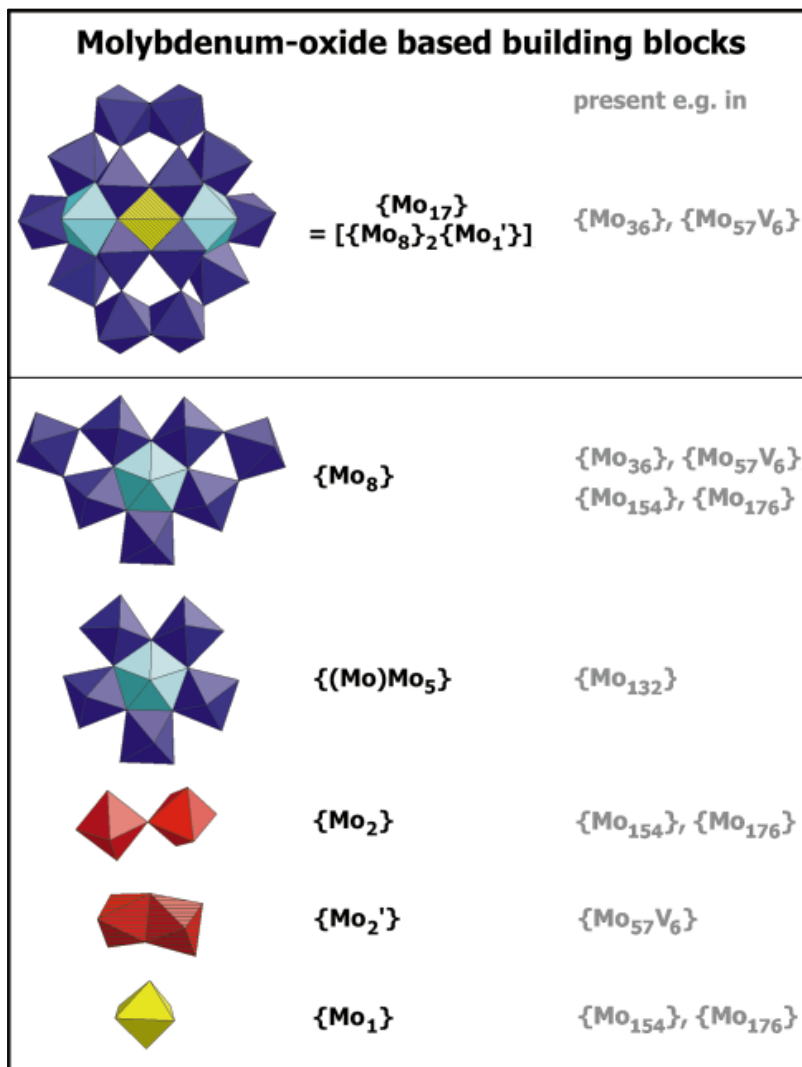 Molybdenum-oxide based building blocks
present e.g. in
{Mo₁₇}
= [{Mo₈}₂{Mo₁'}]
{Mo₃₆}, {Mo₅₇V₆}
{Mo₈}
{Mo₃₆}, {Mo₅₇V₆}
{Mo₁₅₄}, {Mo₁₇₆}
{(Mo)Mo₅}
{Mo₁₃₂}
{Mo₂}
{Mo₁₅₄}, {Mo₁₇₆}
{Mo₂'}
{Mo₅₇V₆}
{Mo₁}
{Mo₁₅₄}, {Mo₁₇₆}